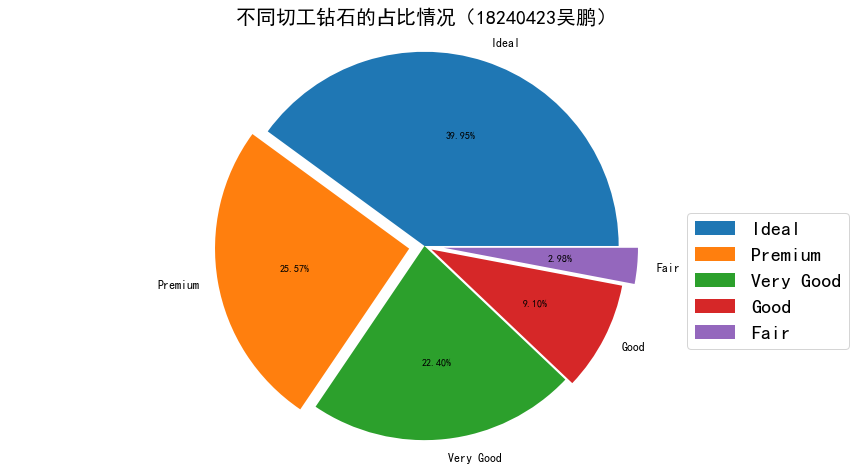 不同切工钻石的占比情况（18240423吴鹏）
Ideal
39.95%
25.57%
Premium
22.40%
Very Good
9.10%
Good
2.98%
Fair
Ideal
Premium
Very Good
Good
Fair